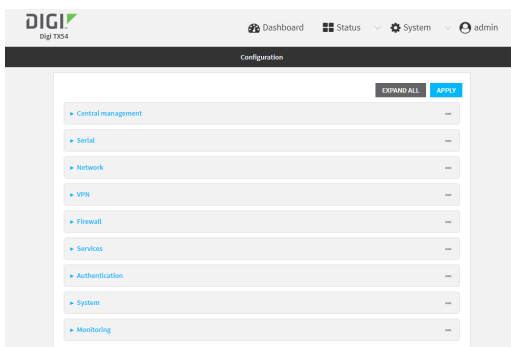 DIGI
Digi TX54
Dashboard Status System admin
Configuration
EXPAND ALL APPLY
Central management
Serial
Network
VPN
Firewall
Services
Authentication
System
Monitoring